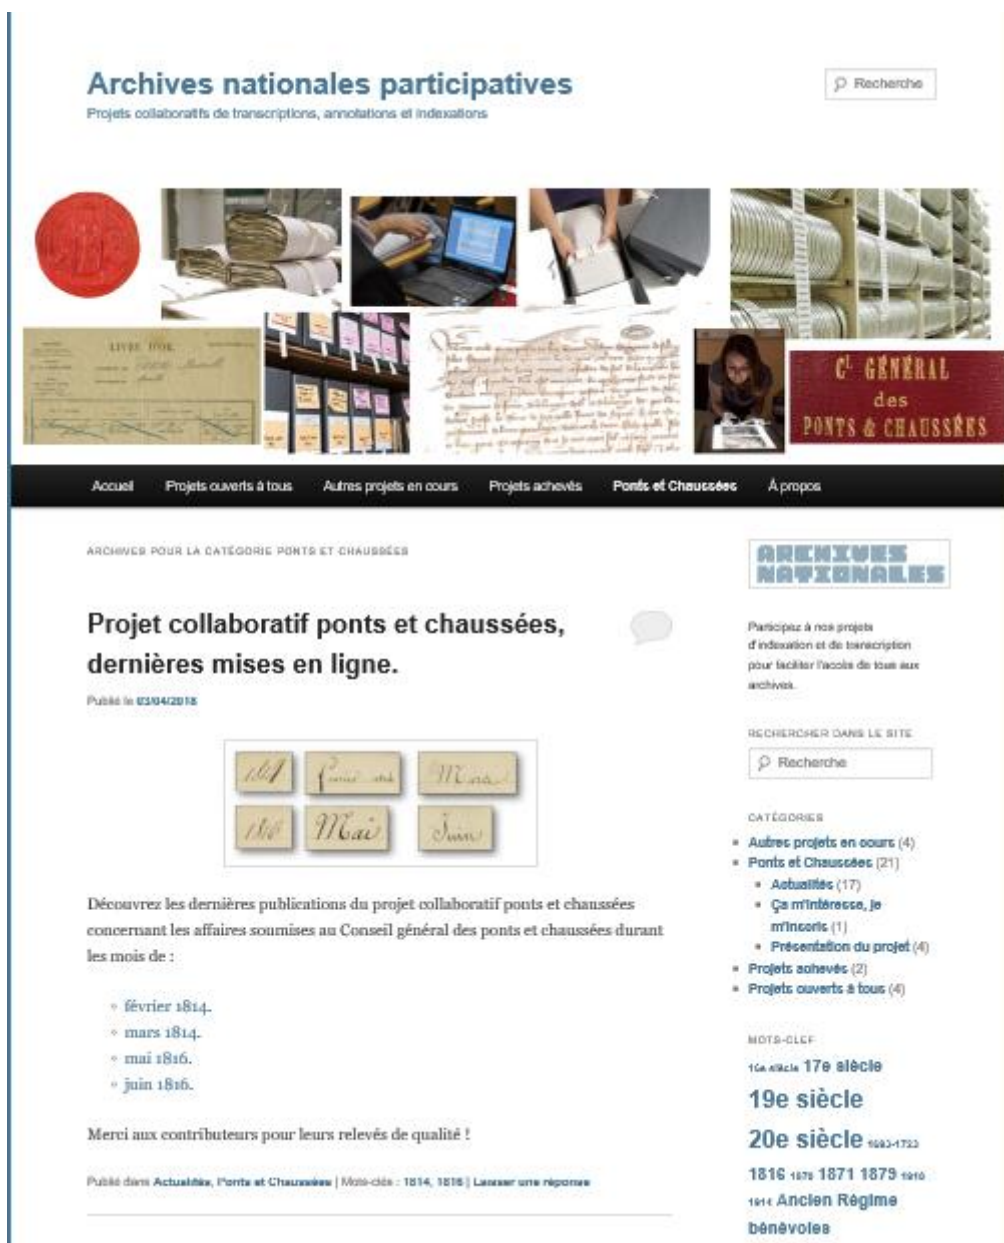 Archives nationales participatives
Projets collaboratifs de transcriptions, annotations et indexations
Recherche
LIVRE D'OR.
Cᴸ GÉNÉRAL
des
PONTS & CHAUSSÉES
Accueil Projets ouverts à tous Autres projets en cours Projets achevés Ponts et Chaussées À propos
ARCHIVES POUR LA CATÉGORIE PONTS ET CHAUSSÉES
Projet collaboratif ponts et chaussées,
dernières mises en ligne.
Publié le 03/04/2018
Mars
Mai Juin
Découvrez les dernières publications du projet collaboratif ponts et chaussées
concernant les affaires soumises au Conseil général des ponts et chaussées durant
les mois de :
février 1814.
mars 1814.
mai 1816.
juin 1816.
Merci aux contributeurs pour leurs relevés de qualité !
Publié dans Actualités, Ponts et Chaussées | Mots-clés : 1814, 1816 | Laisser une réponse
ARCHIVES
NATIONALES
Participez à nos projets
d'indexation et de transcription
pour faciliter l'accès de tous aux
archives.
RECHERCHER DANS LE SITE
Recherche
CATÉGORIES
Autres projets en cours (4)
Ponts et Chaussées (21)
Actualités (17)
Ça m'intéresse, je
m'inscris (1)
Présentation du projet (4)
Projets achevés (2)
Projets ouverts à tous (4)
MOTS-CLEF
16e siècle 17e siècle
19e siècle
20e siècle
1816 1871 1879
1914 Ancien Régime
bénévoles